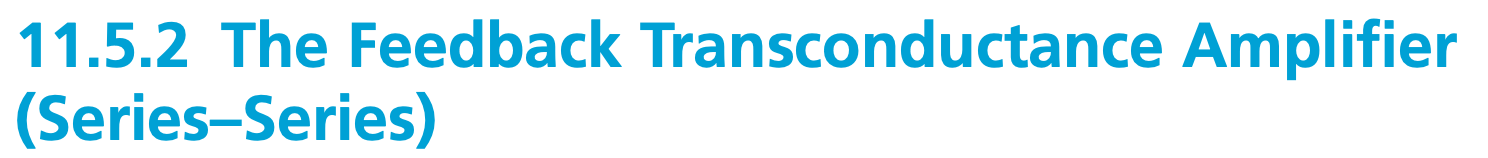 11.5.2 The Feedback Transconductance Amplifier
(Series–Series)